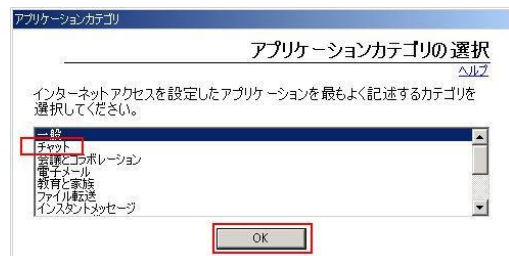 アプリケーションカテゴリ
アプリケーションカテゴリの選択
ヘルプ
インターネットアクセスを設定したアプリケーションを最もよく記述するカテゴリを
選択してください。
一般
チャット
会議とコラボレーション
電子メール
教育と家族
ファイル転送
インスタントメッセージ
OK